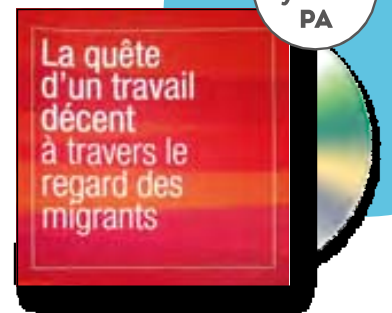 PA
La quête
d'un travail
décent
à travers le
regard des
migrants